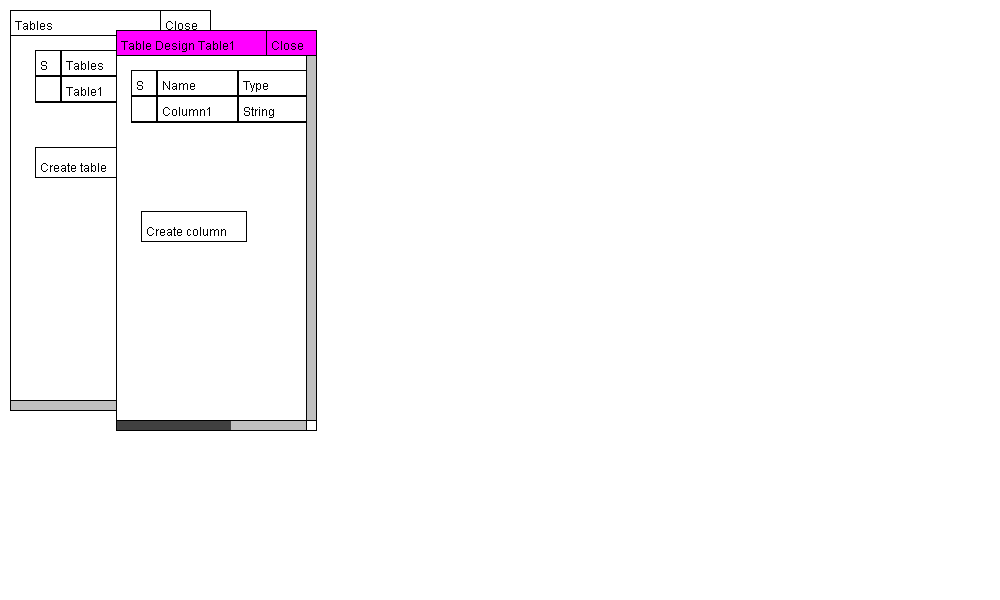 Tables Close
Table Design Table1 Close
S Tables
Table1
Create table
S Name Type
Column1 String
Create column